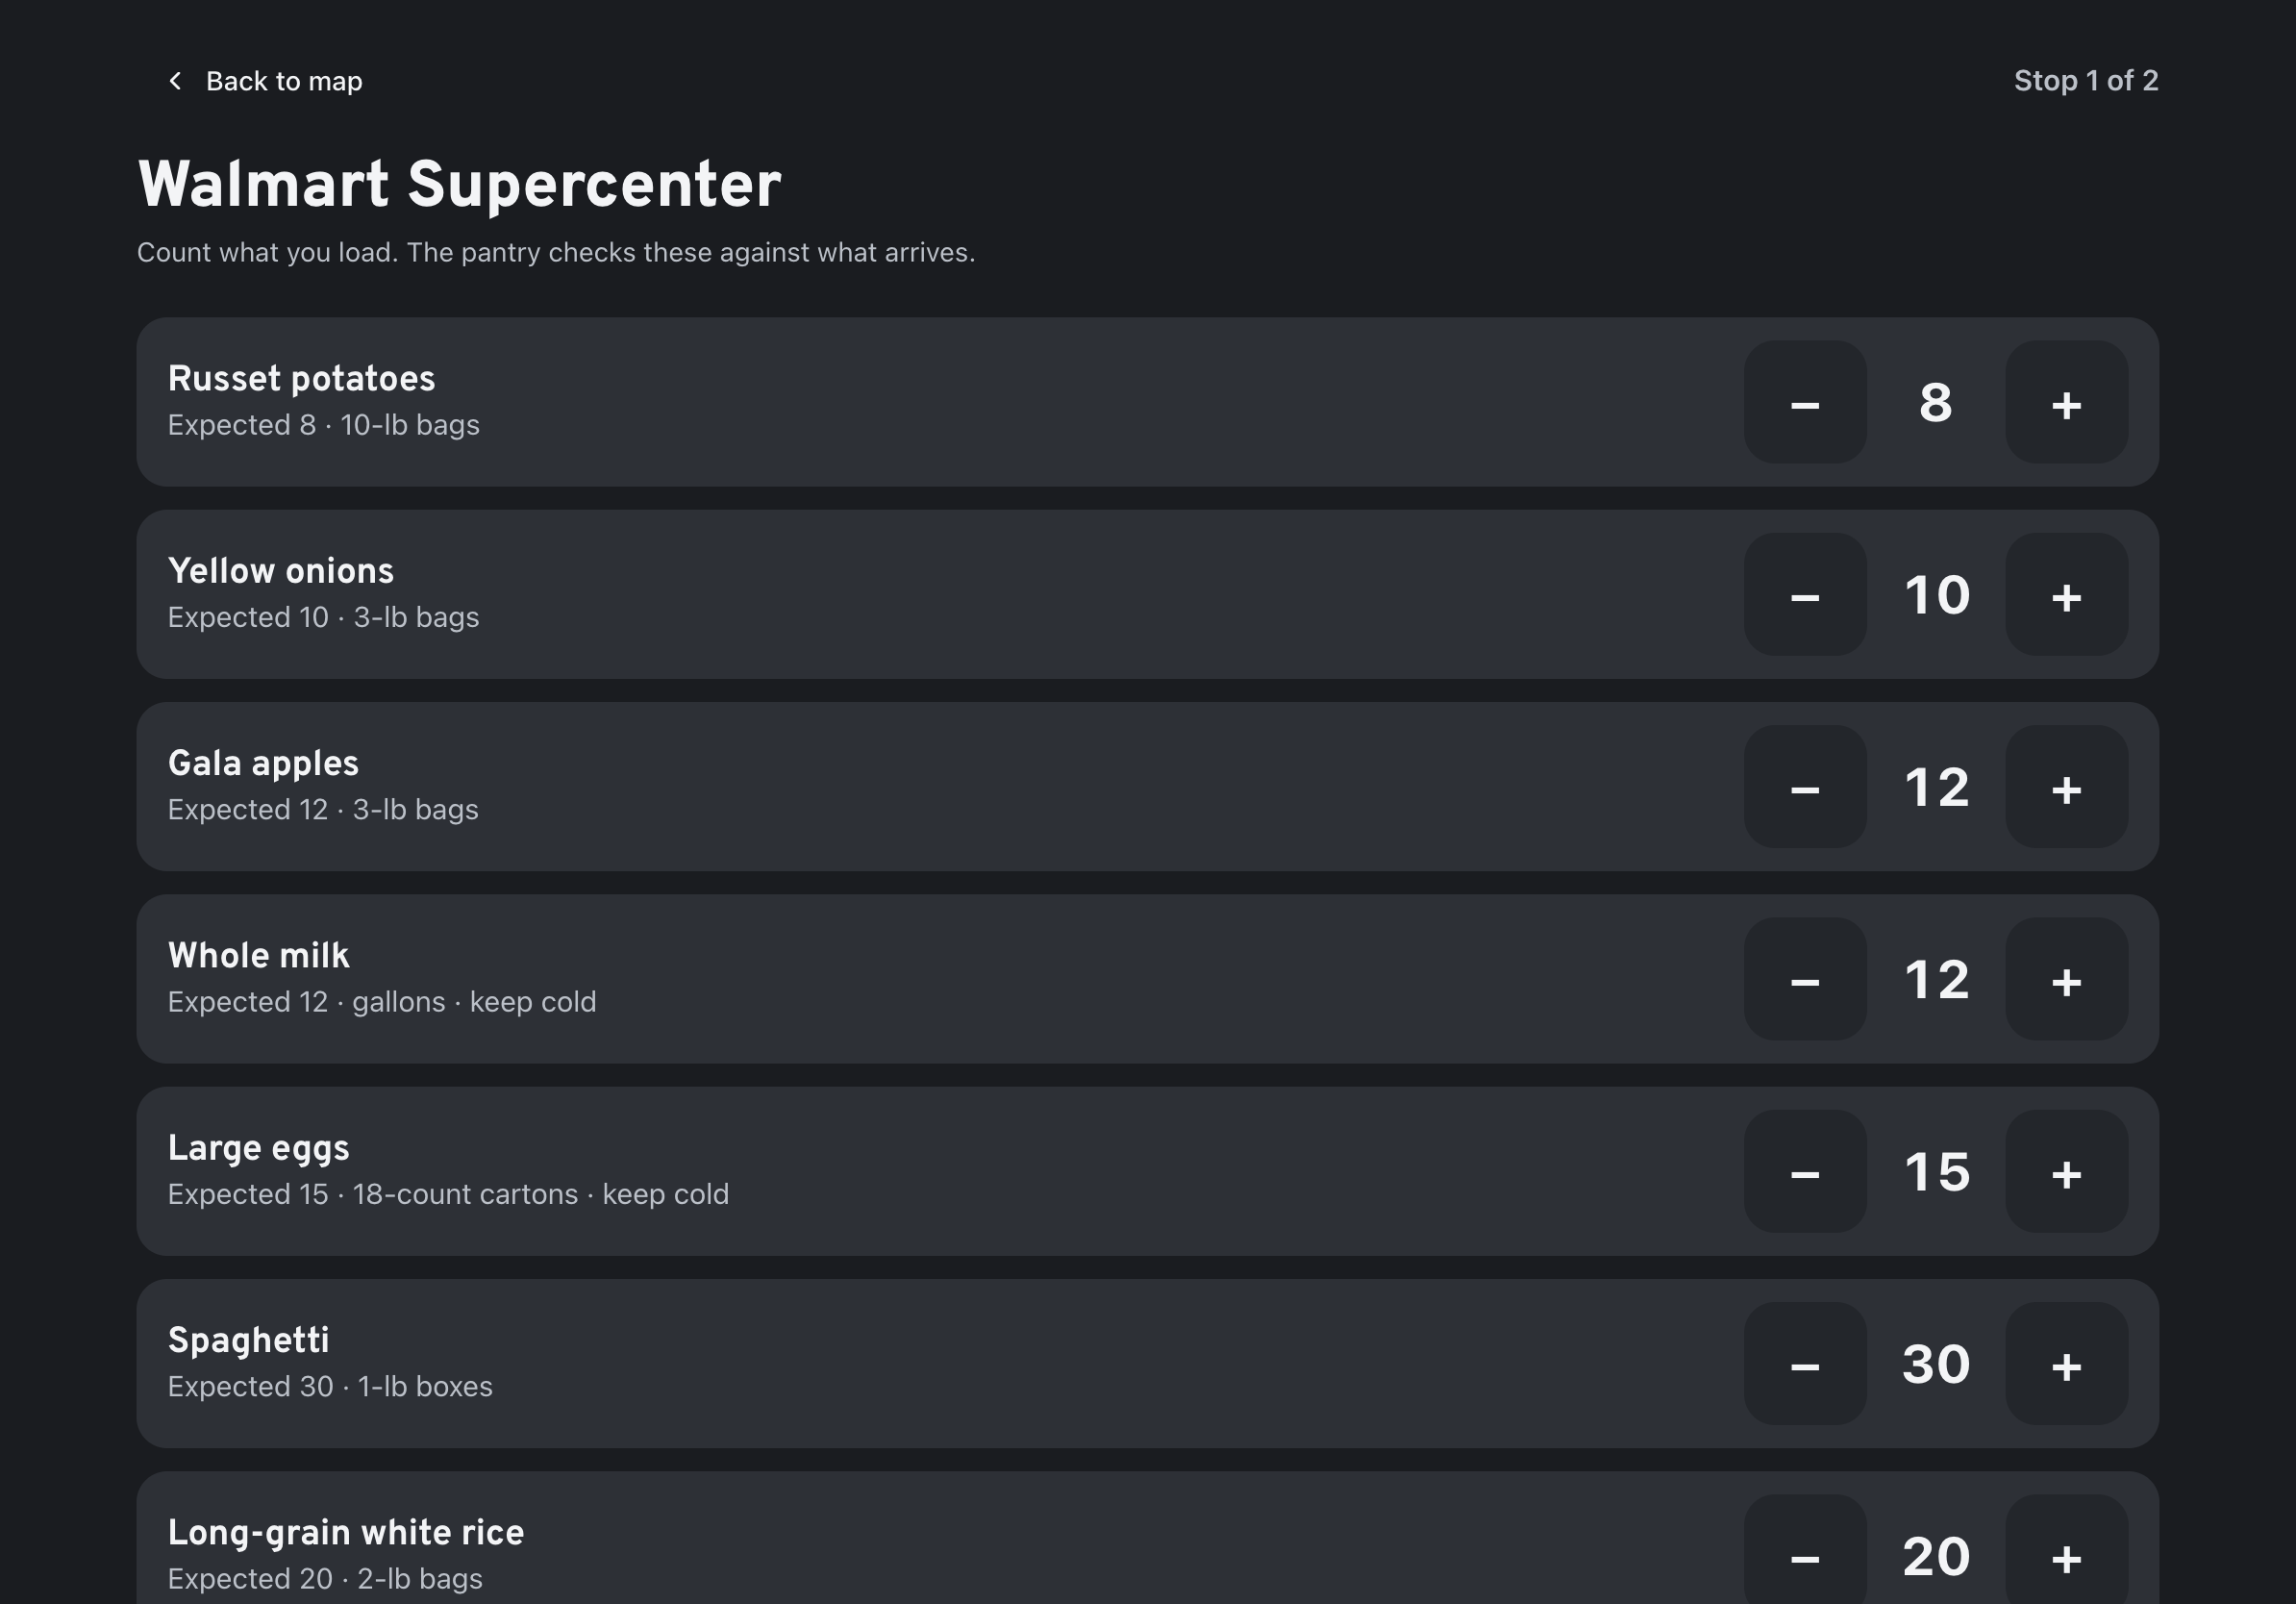 Back to map
Stop 1 of 2
Walmart Supercenter
Count what you load. The pantry checks these against what arrives.
Russet potatoes
Expected 8 · 10-lb bags
− 8 +
Yellow onions
Expected 10 · 3-lb bags
− 10 +
Gala apples
Expected 12 · 3-lb bags
− 12 +
Whole milk
Expected 12 · gallons · keep cold
− 12 +
Large eggs
Expected 15 · 18-count cartons · keep cold
− 15 +
Spaghetti
Expected 30 · 1-lb boxes
− 30 +
Long-grain white rice
Expected 20 · 2-lb bags
− 20 +